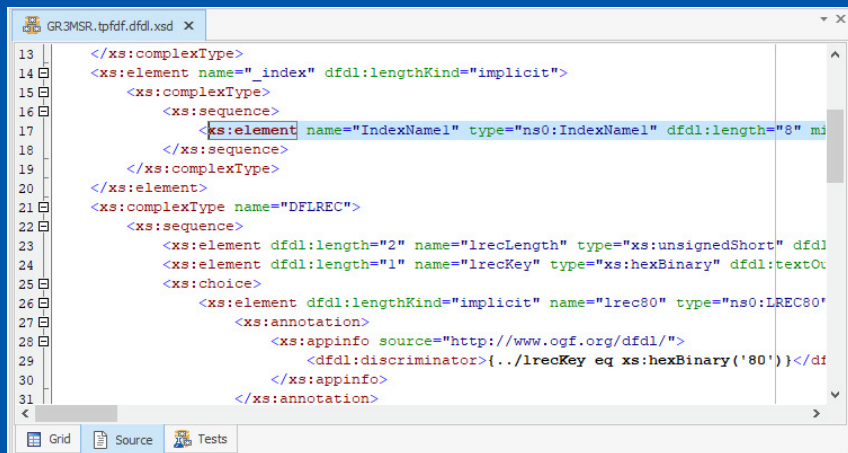 GR3MSR.tpfdf.dfdl.xsd
13 </xs:complexType>
14 <xs:element name="_index" dfdl:lengthKind="implicit">
15 <xs:complexType>
16 <xs:sequence>
17 <xs:element name="IndexName1" type="ns0:IndexName1" dfdl:length="8" mi
18 </xs:sequence>
19 </xs:complexType>
20 </xs:element>
21 <xs:complexType name="DFLREC">
22 <xs:sequence>
23 <xs:element dfdl:length="2" name="lrecLength" type="xs:unsignedShort" dfdl
24 <xs:element dfdl:length="1" name="lrecKey" type="xs:hexBinary" dfdl:textOu
25 <xs:choice>
26 <xs:element dfdl:lengthKind="implicit" name="lrec80" type="ns0:LREC80"
27 <xs:annotation>
28 <xs:appinfo source="http://www.ogf.org/dfdl/">
29 <dfdl:discriminator>{../lrecKey eq xs:hexBinary('80')}</df
30 </xs:appinfo>
31 </xs:annotation>
Grid Source Tests